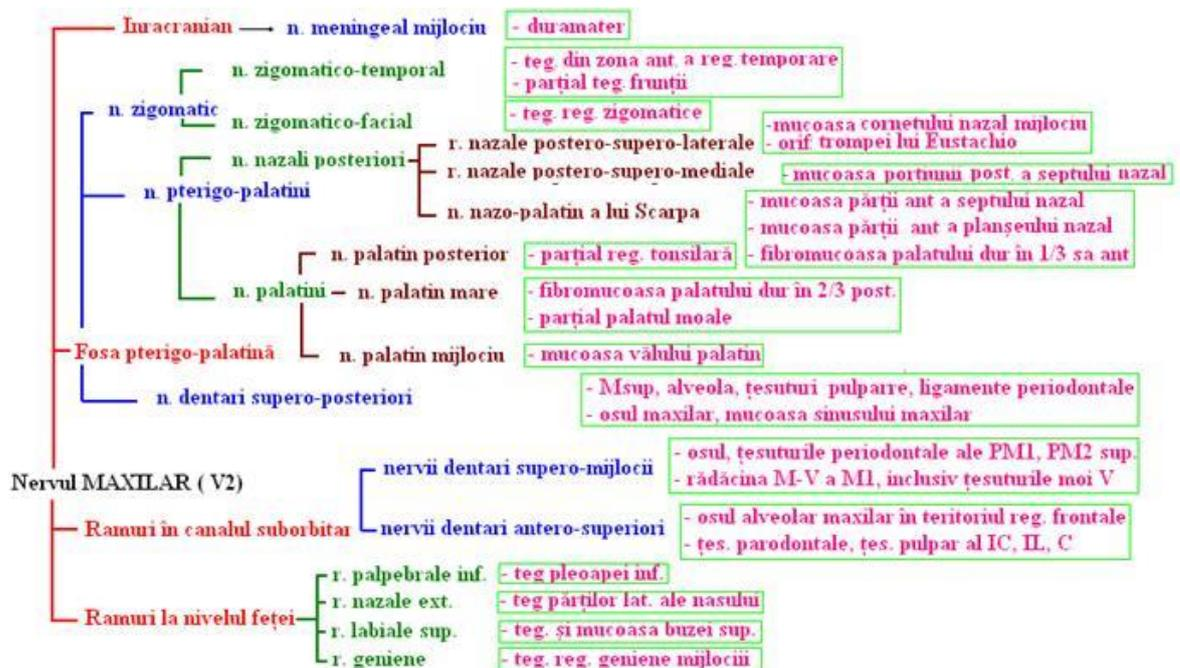 Inracranian
n. meningeal mijlociu
- duramater
n. zigomatic
n. zigomatico-temporal
- teg. din zona ant. a reg. temporare
- parțial teg. frunții
n. zigomatico-facial
- teg. reg. zigomatice
n. pterigo-palatini
n. nazali posteriori
r. nazale postero-supero-laterale
-mucoasa cornetului nazal mijlociu
- orif. trompei lui Eustachio
r. nazale postero-supero-mediale
- mucoasa porțiunii post. a septului nazal
n. nazo-palatin a lui Scarpa
- mucoasa părții ant a septului nazal
- mucoasa părții ant a planșeului nazal
- fibromucoasa palatului dur în 1/3 sa ant
n. palatini
n. palatin posterior
- parțial reg. tonsilară
n. palatin mare
- fibromucoasa palatului dur în 2/3 post.
- parțial palatul moale
n. palatin mijlociu
- mucoasa vălului palatin
Fosa pterigo-palatină
n. dentari supero-posteriori
- Msup, alveola, țesuturi pulparre, ligamente periodontale
- osul maxilar, mucoasa sinusului maxilar
Nervul MAXILAR ( V2)
Ramuri în canalul suborbitar
nervii dentari supero-mijlocii
- osul, țesuturile periodontale ale PM1, PM2 sup.
- rădăcina M-V a M1, inclusiv țesuturile moi V
nervii dentari antero-superiori
- osul alveolar maxilar în teritoriul reg. frontale
- țes. parodontale, țes. pulpar al IC, IL, C
Ramuri la nivelul feței
r. palpebrale inf.
- teg pleoapei inf.
r. nazale ext.
- teg părților lat. ale nasului
r. labiale sup.
- teg. și mucoasa buzei sup.
r. geniene
- teg. reg. geniene mijlociii